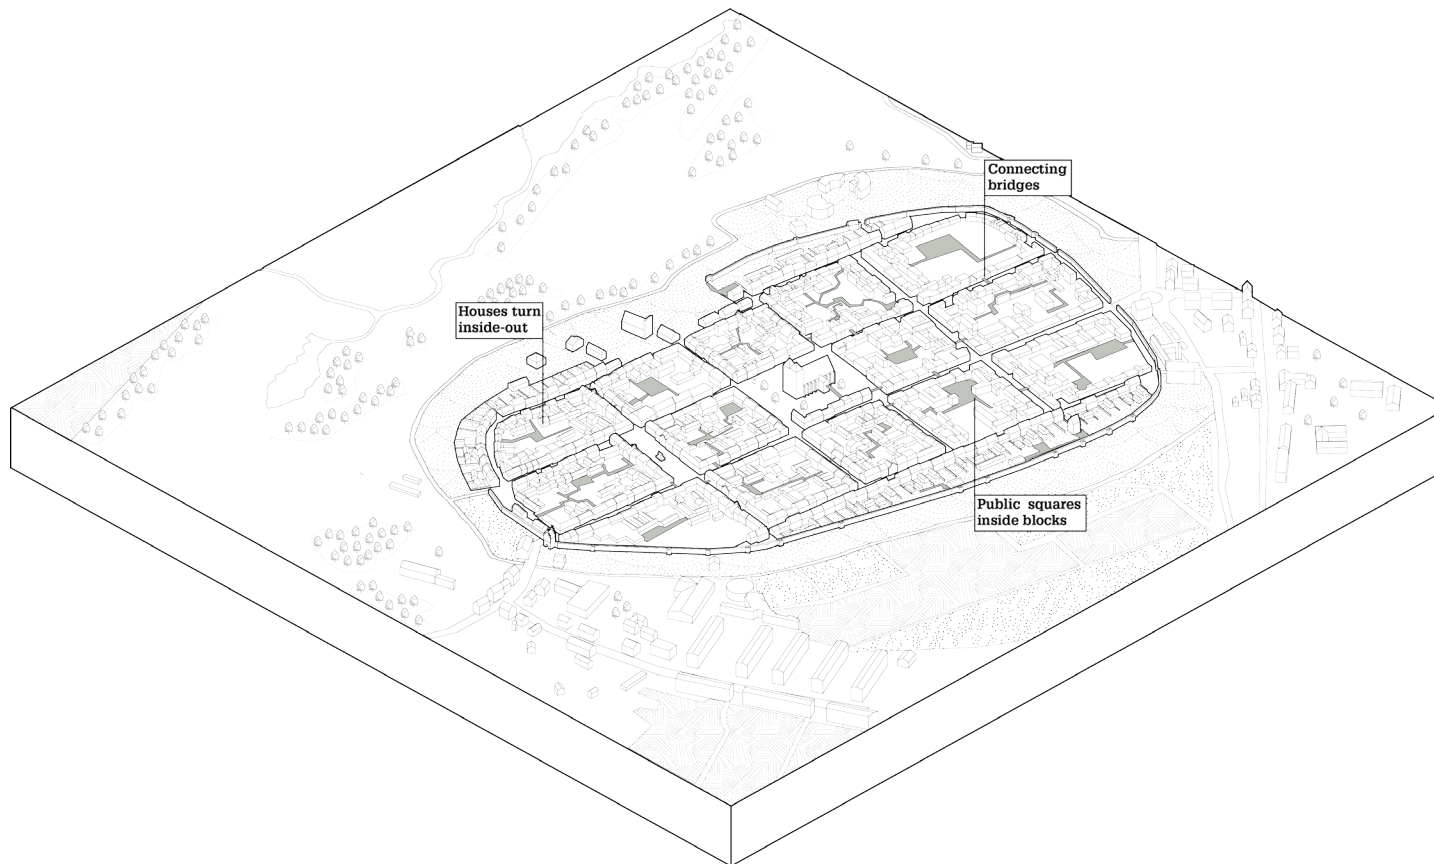 Connecting
bridges
Houses turn
inside-out
Public squares
inside blocks